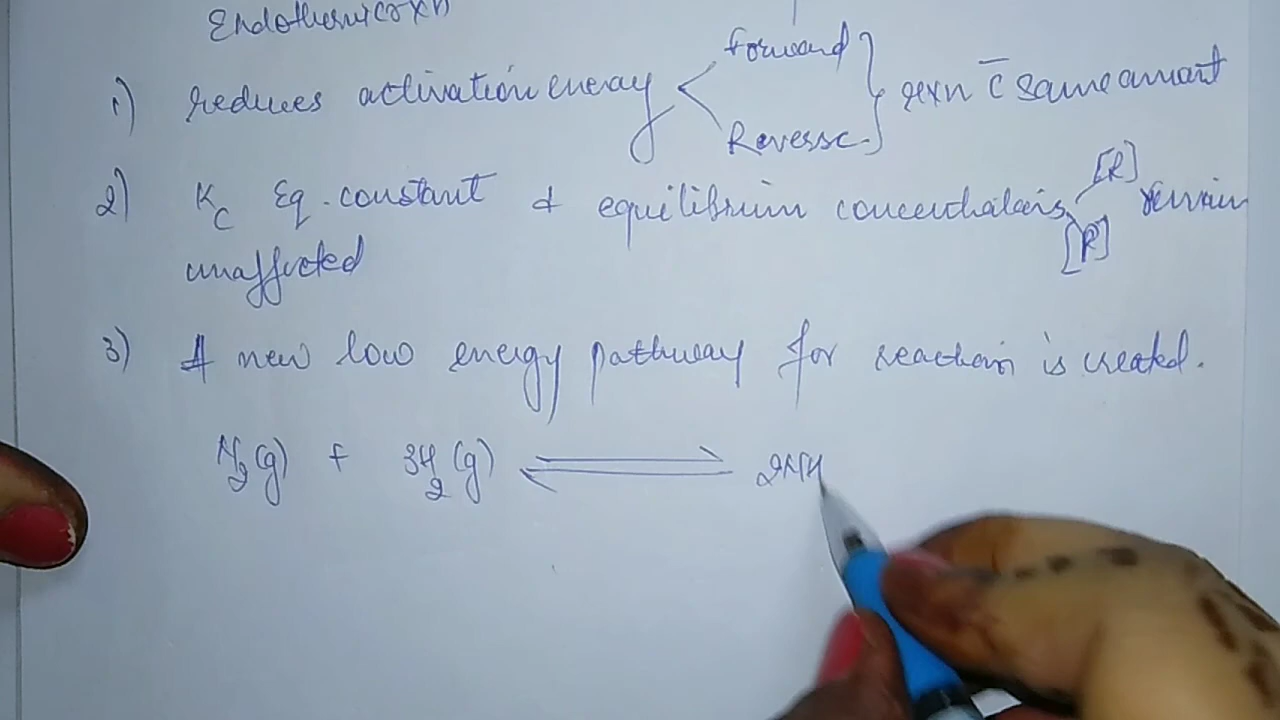 Endothermic rxn
1) reduces activation energy < Forward Reverse. } rexn c̄ same amount
2) Kc Eq. constant & equilibrium concentrations [R] [P] remain
unaffected
3) A new low energy pathway for reaction is created.
N2(g) + 3H2(g) ⇌ 2NH